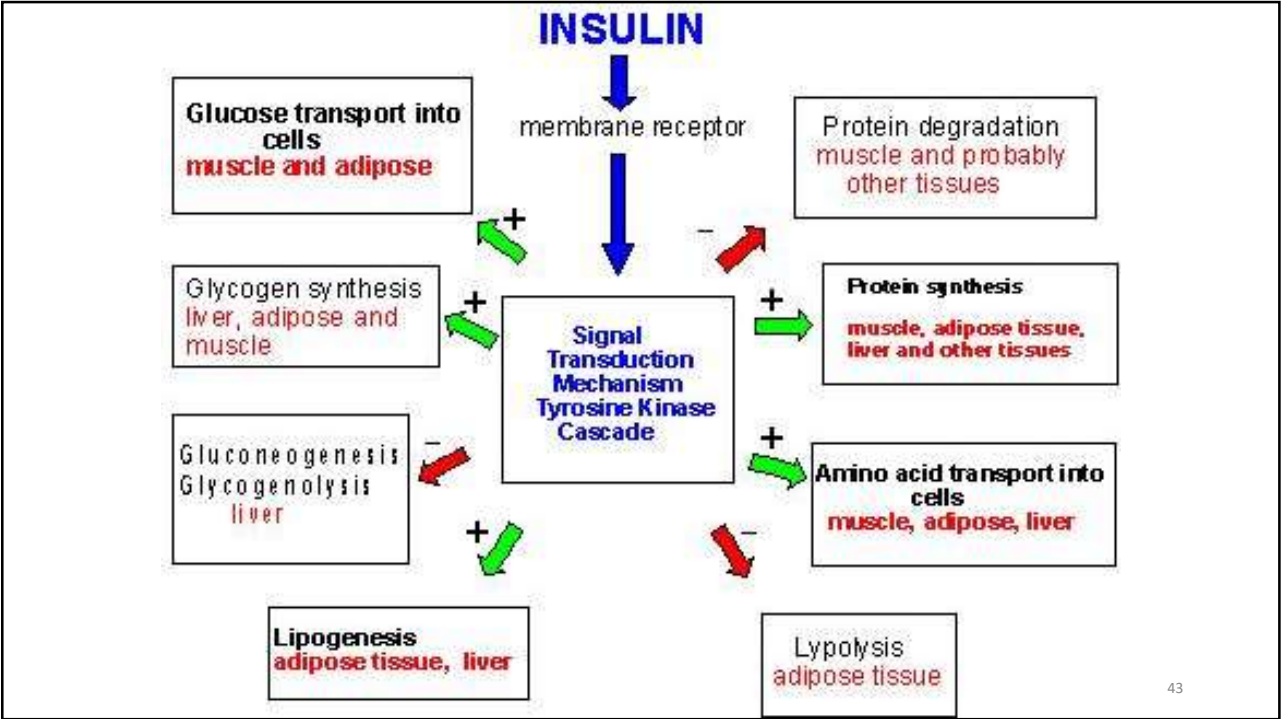 INSULIN
membrane receptor
Glucose transport into
cells
muscle and adipose
+
Glycogen synthesis
liver, adipose and
muscle
+
Gluconeogenesis
Glycogenolysis
liver
−
+
Lipogenesis
adipose tissue, liver
Signal
Transduction
Mechanism
Tyrosine Kinase
Cascade
Protein degradation
muscle and probably
other tissues
−
+
Protein synthesis
muscle, adipose tissue,
liver and other tissues
+
Amino acid transport into
cells
muscle, adipose, liver
−
Lypolysis
adipose tissue
43